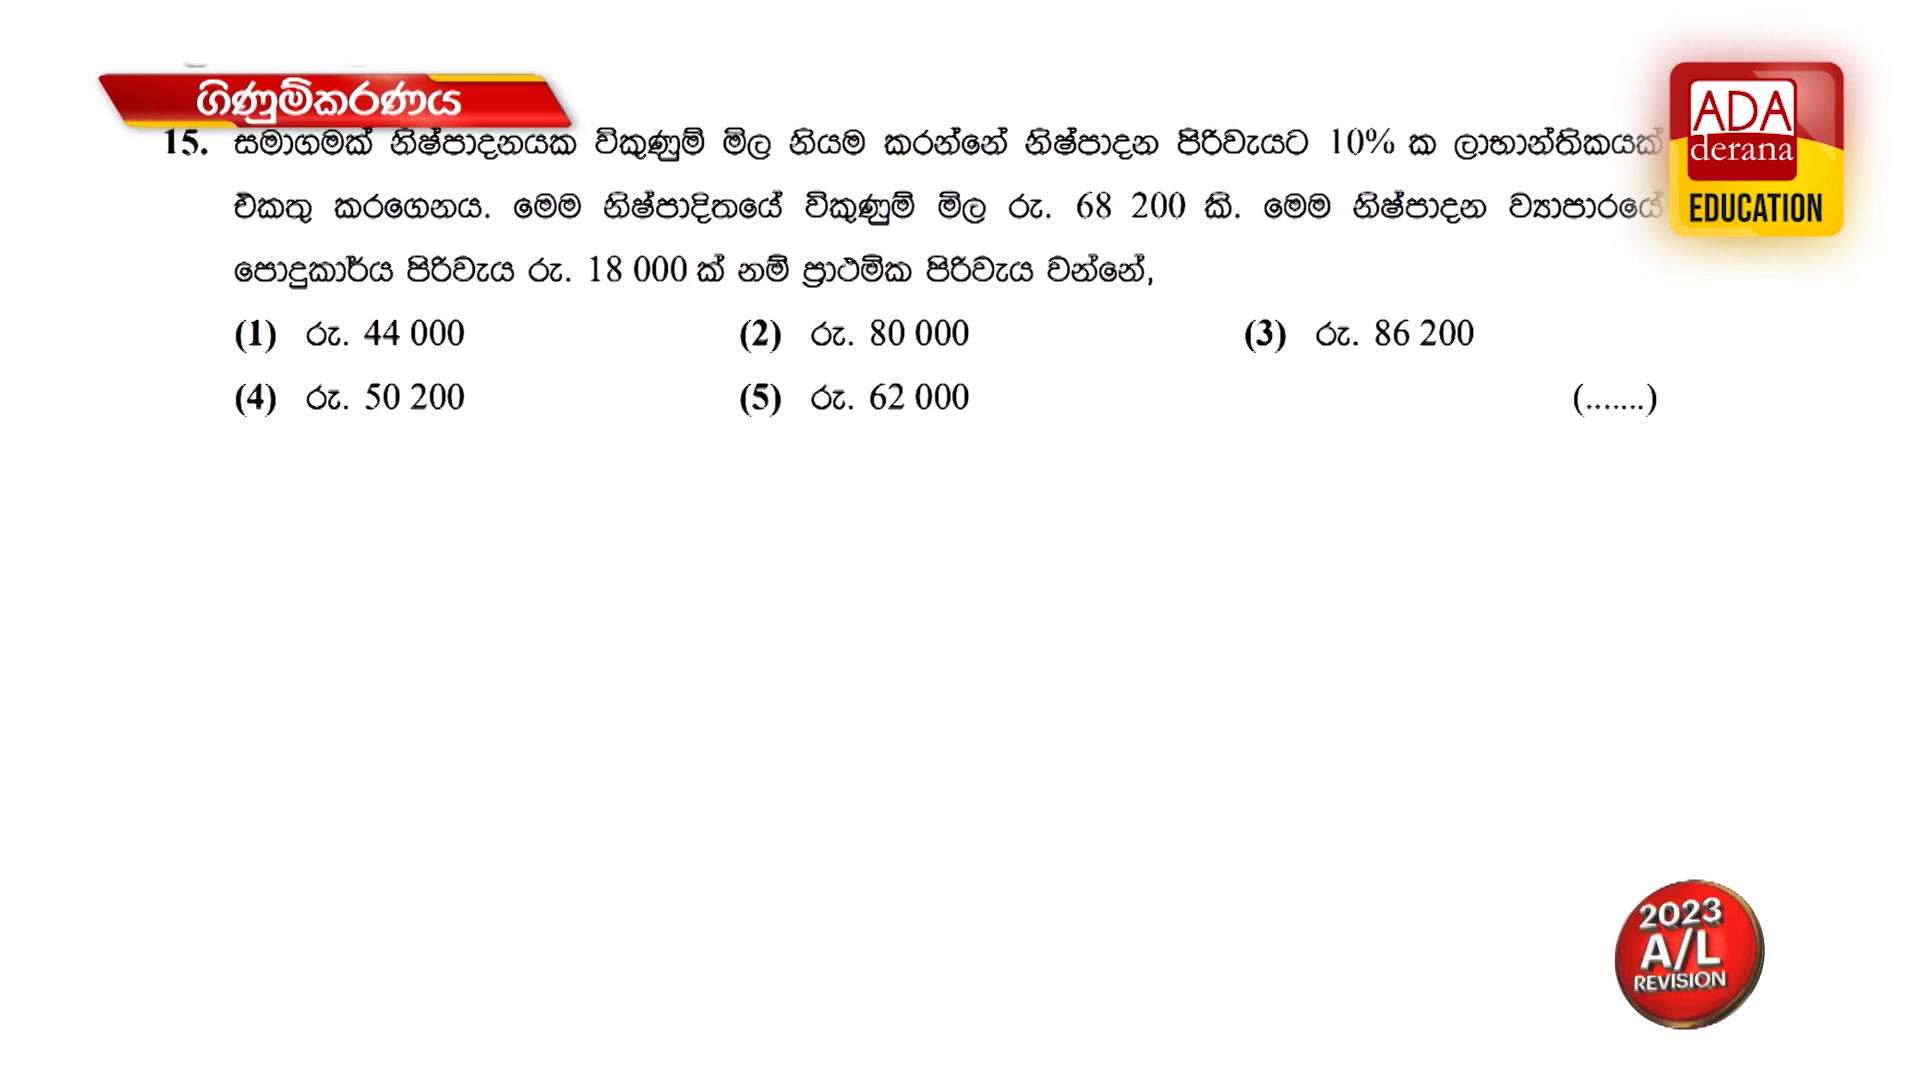 ගිණුම්කරණය
ADA
derana
EDUCATION
15. සමාගමක් නිෂ්පාදනයක විකුණුම් මිල නියම කරන්නේ නිෂ්පාදන පිරිවැයට 10% ක ලාභාන්තිකයක්
එකතු කරගෙනය. මෙම නිෂ්පාදිතයේ විකුණුම් මිල රු. 68 200 කි. මෙම නිෂ්පාදන ව්‍යාපාරයේ
පොදුකාර්ය පිරිවැය රු. 18 000 ක් නම් ප්‍රාථමික පිරිවැය වන්නේ,
(1) රු. 44 000 (2) රු. 80 000 (3) රු. 86 200
(4) රු. 50 200 (5) රු. 62 000 (.......)
2023
A/L
REVISION